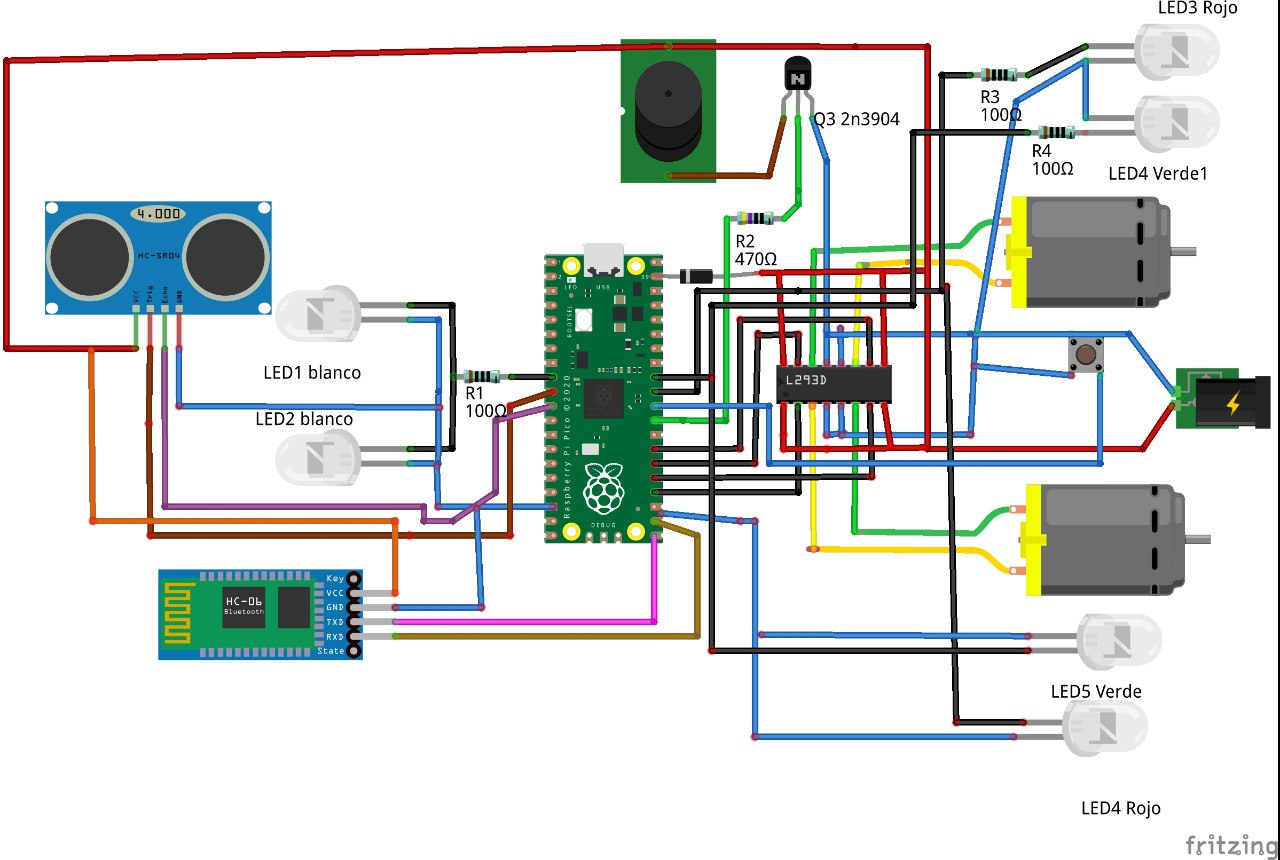 LED3 Rojo
R3
100Ω
Q3 2n3904
R4
100Ω
LED4 Verde1
4.000
HC-SR04
VCC
Trig
Echo
GND
R2
470Ω
LED
USB
BOOTSEL
LED1 blanco
R1
100Ω
LED2 blanco
L293D
Raspberry Pi Pico ©2020
DEBUG
HC-06
Bluetooth
Key
VCC
GND
TXD
RXD
State
LED5 Verde
LED4 Rojo
fritzing